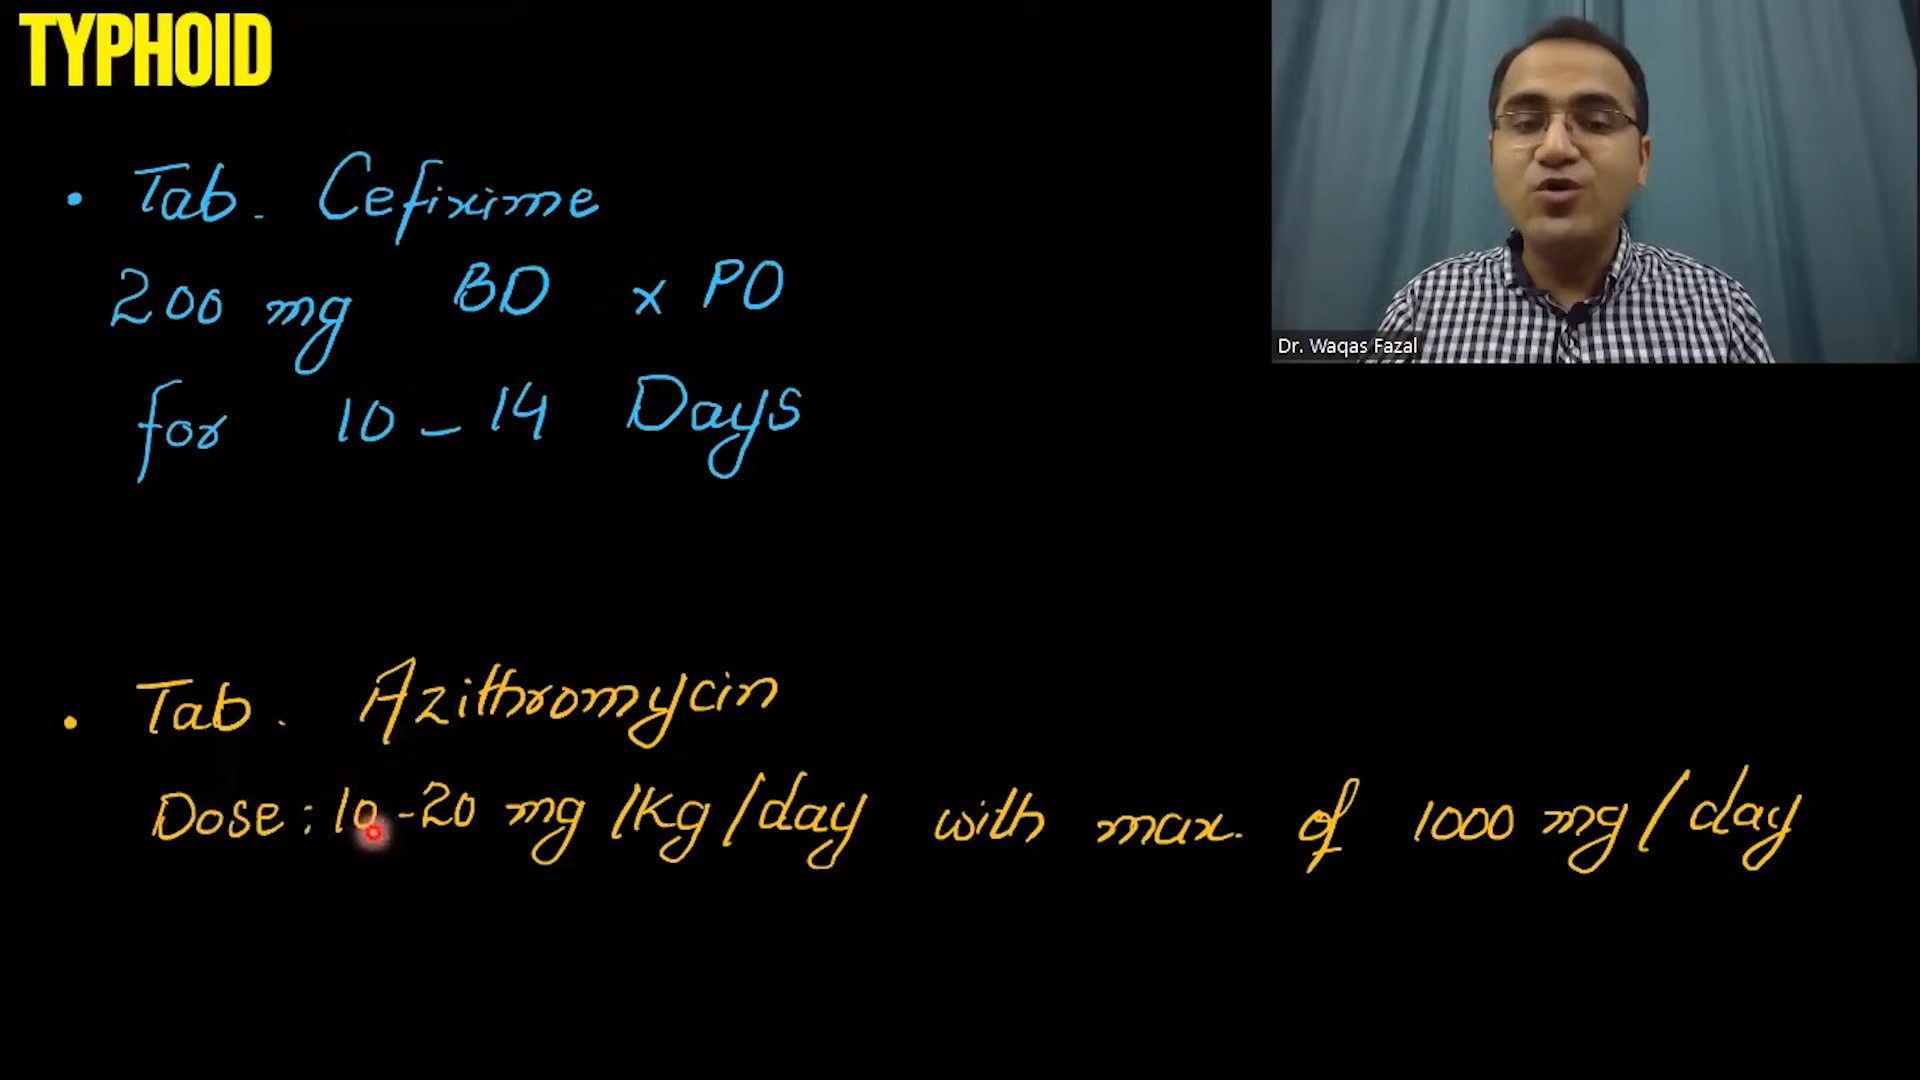 TYPHOID
• Tab. Cefixime
200 mg BD x PO
for 10-14 Days
Dr. Waqas Fazal
• Tab. Azithromycin
Dose: 10-20 mg/Kg/day with max. of 1000 mg/day